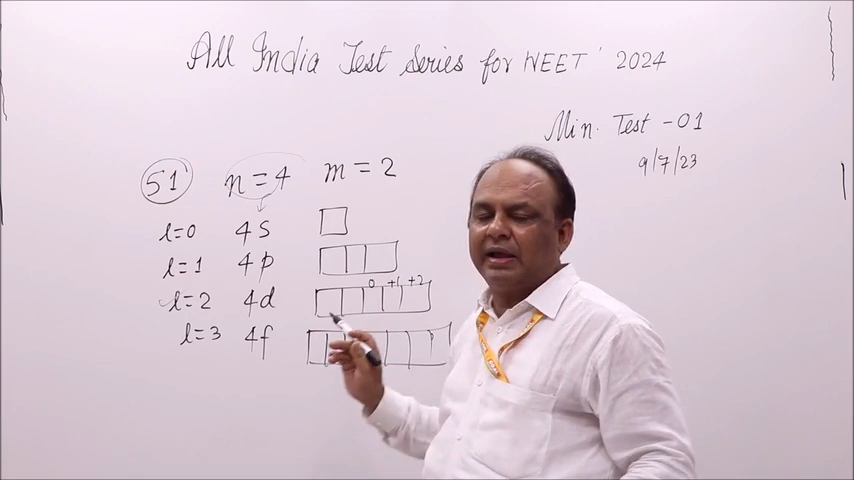 All India Test Series for NEET' 2024
Min. Test -01
9/7/23
51 n=4 m=2
l=0 4s
l=1 4p
0 +1 +2
l=2 4d
l=3 4f